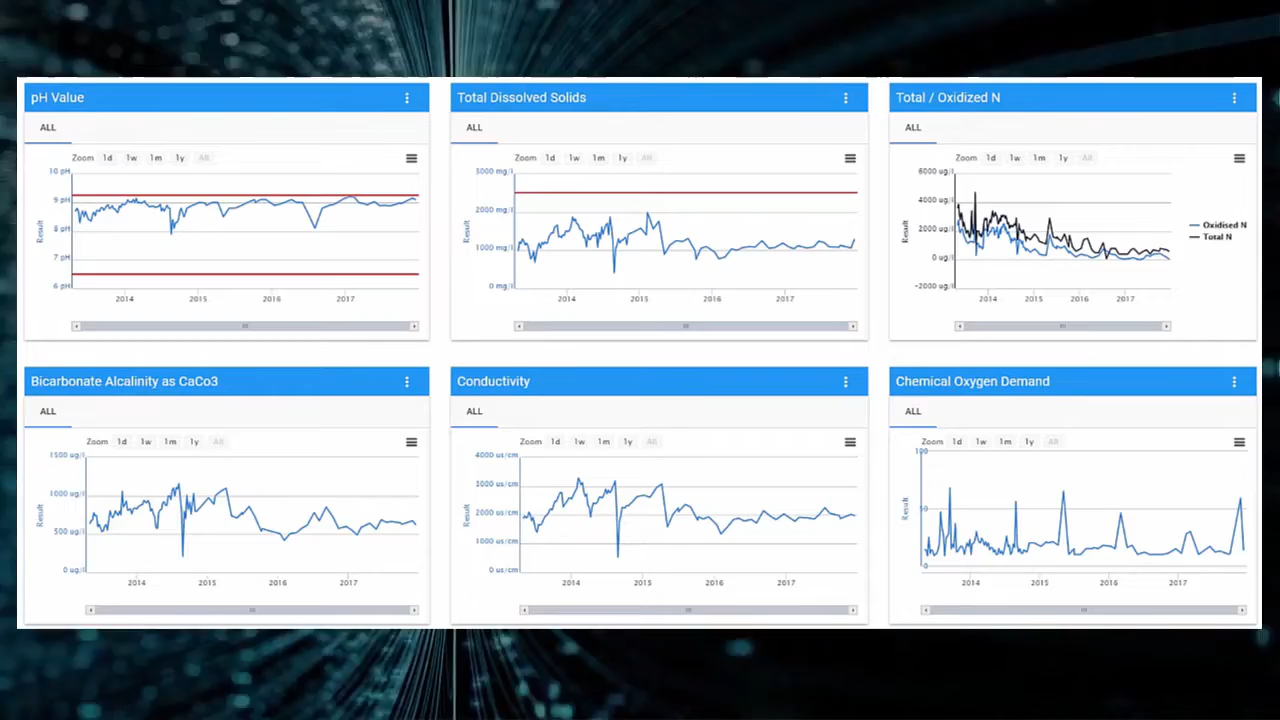 pH Value
ALL
Zoom 1d 1w 1m 1y All
10 pH
9 pH
8 pH
7 pH
6 pH
Result
2014 2015 2016 2017
Total Dissolved Solids
ALL
Zoom 1d 1w 1m 1y All
3000 mg/l
2000 mg/l
1000 mg/l
0 mg/l
Result
2014 2015 2016 2017
Total / Oxidized N
ALL
Zoom 1d 1w 1m 1y All
6000 ug/l
4000 ug/l
2000 ug/l
0 ug/l
-2000 ug/l
Result
2014 2015 2016 2017
Oxidised N
Total N
Bicarbonate Alcalinity as CaCo3
ALL
Zoom 1d 1w 1m 1y All
1500 ug/l
1000 ug/l
500 ug/l
0 ug/l
Result
2014 2015 2016 2017
Conductivity
ALL
Zoom 1d 1w 1m 1y All
4000 us/cm
3000 us/cm
2000 us/cm
1000 us/cm
0 us/cm
Result
2014 2015 2016 2017
Chemical Oxygen Demand
ALL
Zoom 1d 1w 1m 1y All
100
50
0
Result
2014 2015 2016 2017